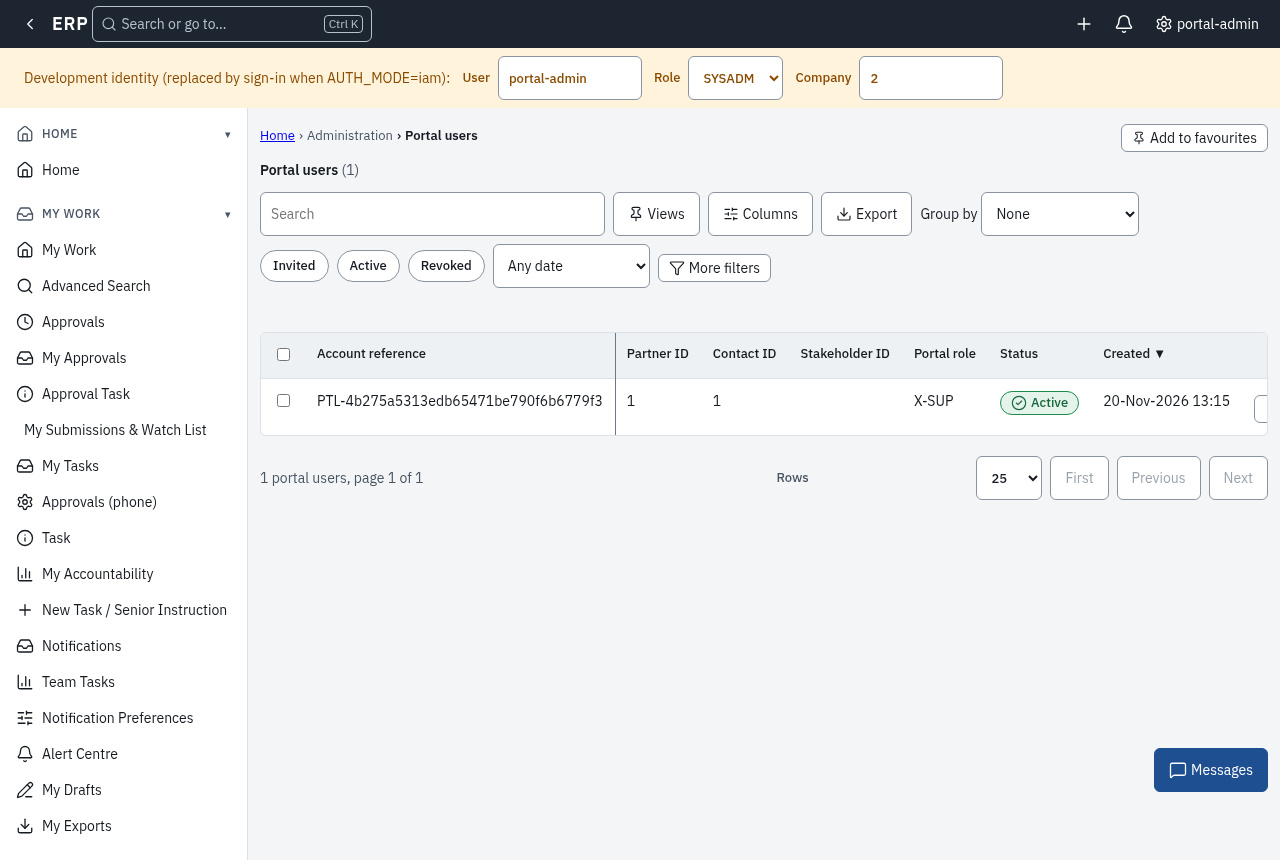 ERP Search or go to... Ctrl K portal-admin
Development identity (replaced by sign-in when AUTH_MODE=iam): User portal-admin Role SYSADM Company 2
HOME
Home
MY WORK
My Work
Advanced Search
Approvals
My Approvals
Approval Task
My Submissions & Watch List
My Tasks
Approvals (phone)
Task
My Accountability
New Task / Senior Instruction
Notifications
Team Tasks
Notification Preferences
Alert Centre
My Drafts
My Exports
Home › Administration › Portal users
Add to favourites
Portal users (1)
Search Views Columns Export Group by None
Invited Active Revoked Any date More filters
Account reference Partner ID Contact ID Stakeholder ID Portal role Status Created ▼
PTL-4b275a5313edb65471be790f6b6779f3 1 1 X-SUP Active 20-Nov-2026 13:15
1 portal users, page 1 of 1 Rows 25 First Previous Next
Messages